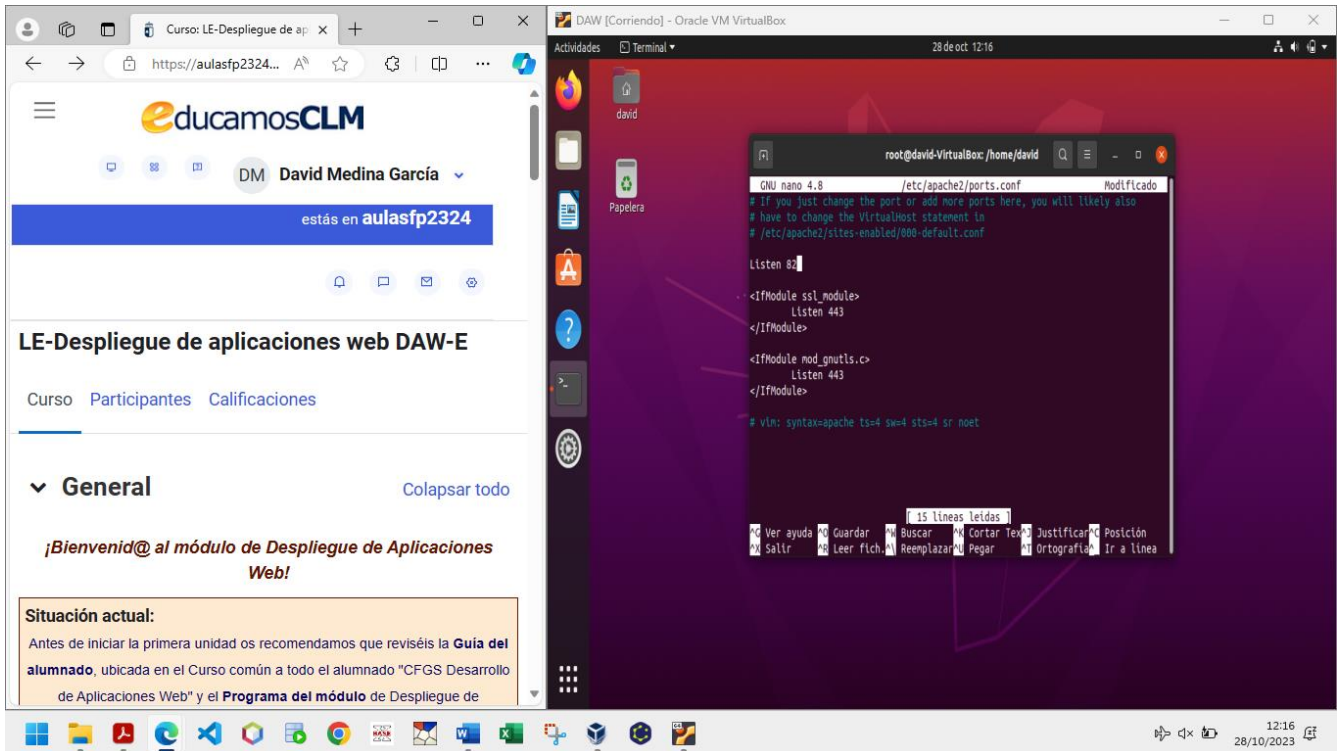 Curso: LE-Despliegue de ap
https://aulasfp2324...
educamosCLM
DM David Medina García
estás en aulasfp2324
LE-Despliegue de aplicaciones web DAW-E
Curso Participantes Calificaciones
General Colapsar todo
¡Bienvenid@ al módulo de Despliegue de Aplicaciones
Web!
Situación actual:
Antes de iniciar la primera unidad os recomendamos que reviséis la Guía del
alumnado, ubicada en el Curso común a todo el alumnado "CFGS Desarrollo
de Aplicaciones Web" y el Programa del módulo de Despliegue de
DAW [Corriendo] - Oracle VM VirtualBox
Actividades Terminal 28 de oct 12:16
david
Papelera
root@david-VirtualBox: /home/david
GNU nano 4.8 /etc/apache2/ports.conf Modificado
# If you just change the port or add more ports here, you will likely also
# have to change the VirtualHost statement in
# /etc/apache2/sites-enabled/000-default.conf
Listen 82
<IfModule ssl_module>
Listen 443
</IfModule>
<IfModule mod_gnutls.c>
Listen 443
</IfModule>
# vim: syntax=apache ts=4 sw=4 sts=4 sr noet
[ 15 líneas leídas ]
^G Ver ayuda ^O Guardar ^W Buscar ^K Cortar Tex^J Justificar^C Posición
^X Salir ^R Leer fich.^\ Reemplazar^U Pegar ^T Ortografía^_ Ir a línea
12:16
28/10/2023